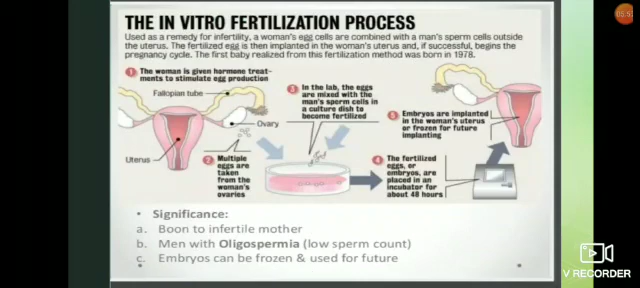 05:51
THE IN VITRO FERTILIZATION PROCESS
Used as a remedy for infertility, a woman's egg cells are combined with a man's sperm cells outside
the uterus. The fertilized egg is then implanted in the woman's uterus and, if successful, begins the
pregnancy cycle. The first baby realized from this fertilization method was born in 1978.
1 The woman is given hormone treat-
ments to stimulate egg production
Fallopian tube
Ovary
Uterus
2 Multiple
eggs are
taken
from the
woman's
ovaries
3 In the lab, the eggs
are mixed with the
man's sperm cells in
a culture dish to
become fertilized
4 The fertilized
eggs, or
embryos, are
placed in an
incubator for
about 48 hours
5 Embryos are implanted
in the woman's uterus
or frozen for future
implanting
• Significance:
a. Boon to infertile mother
b. Men with Oligospermia (low sperm count)
c. Embryos can be frozen & used for future
V RECORDER